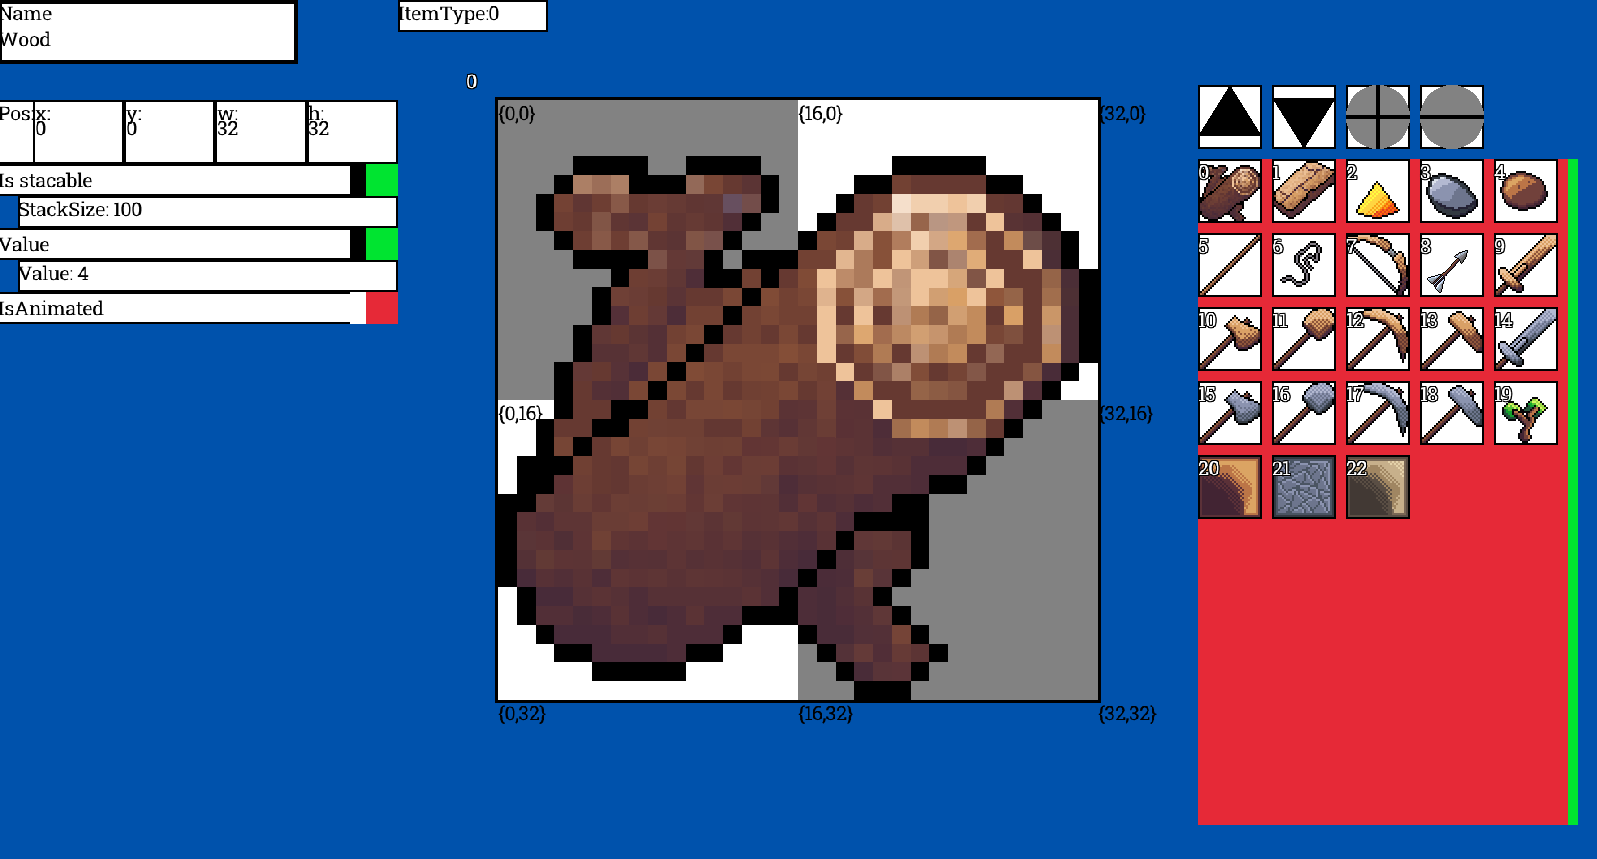 Name
Wood
ItemType:0
0
Pos: x: y: w: h:
0 0 32 32
Is stacable
StackSize: 100
Value
Value: 4
IsAnimated
{0,0} {16,0} {32,0}
{0,16} {32,16}
{0,32} {16,32} {32,32}
0 1 2 3 4
5 6 7 8 9
10 11 12 13 14
15 16 17 18 19
20 21 22